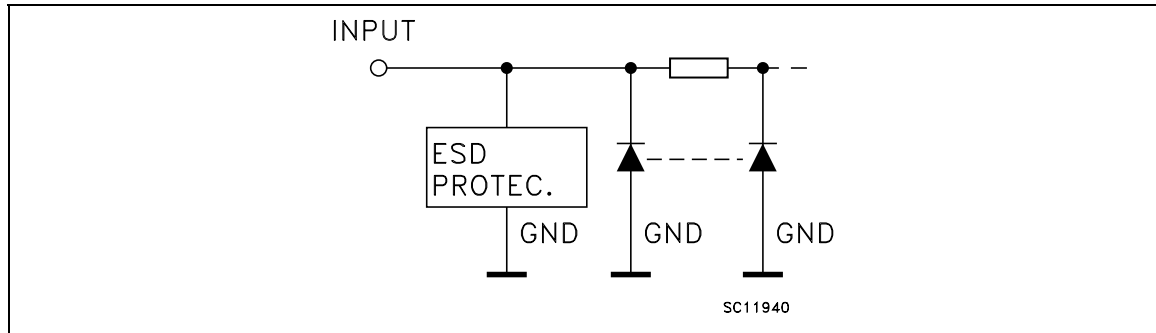 INPUT
ESD
PROTEC.
GND
GND
GND
SC11940